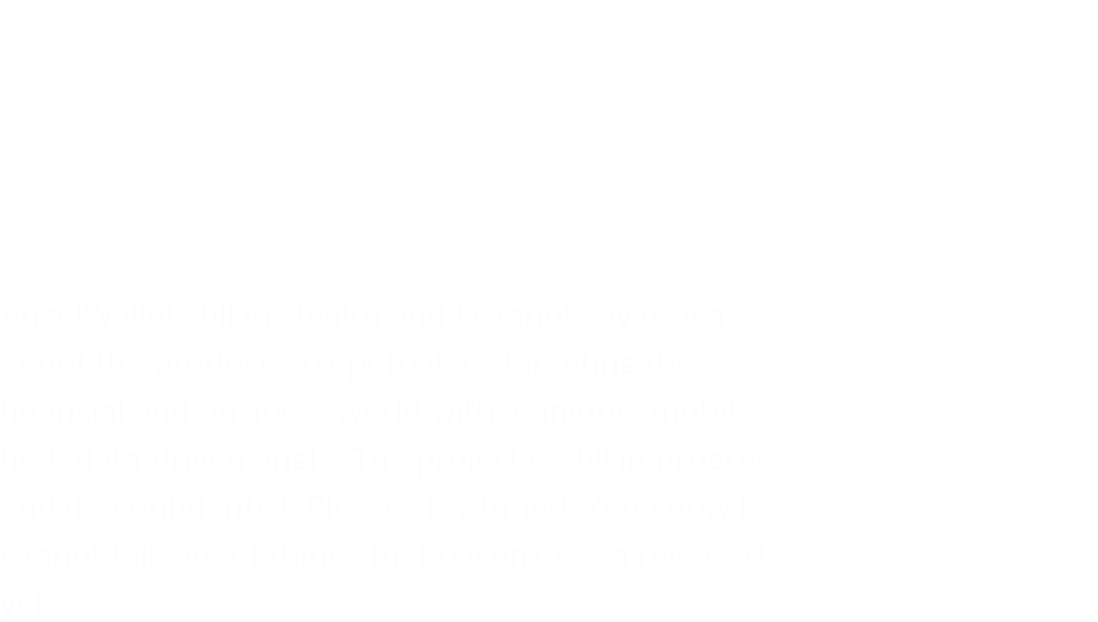 AngelWallet still in stealth and I cannot say much
about the product except that it's targeting the
financial and business world with a unique, mobile
first, data-driven angle. The project is still in progress
and it's confidential. Please stay tuned. You know I
cannot talk about things that haven't been released
yet.